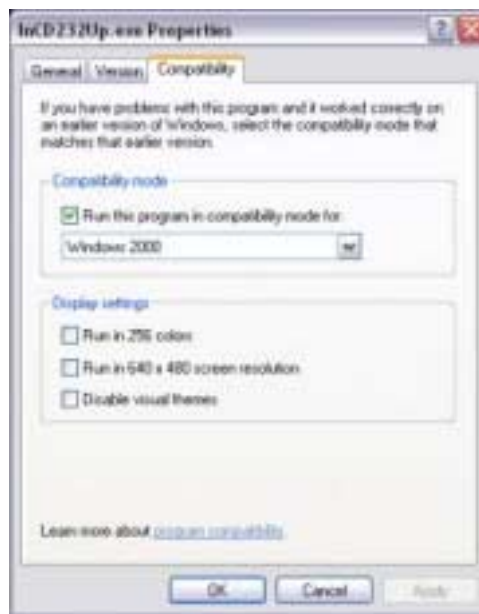 InCD232Up.exe Properties
General Version Compatibility
If you have problems with this program and it worked correctly on
an earlier version of Windows, select the compatibility mode that
matches that earlier version.
Compatibility mode
Run this program in compatibility mode for:
Windows 2000
Display settings
Run in 256 colors
Run in 640 x 480 screen resolution
Disable visual themes
Learn more about program compatibility.
OK Cancel Apply